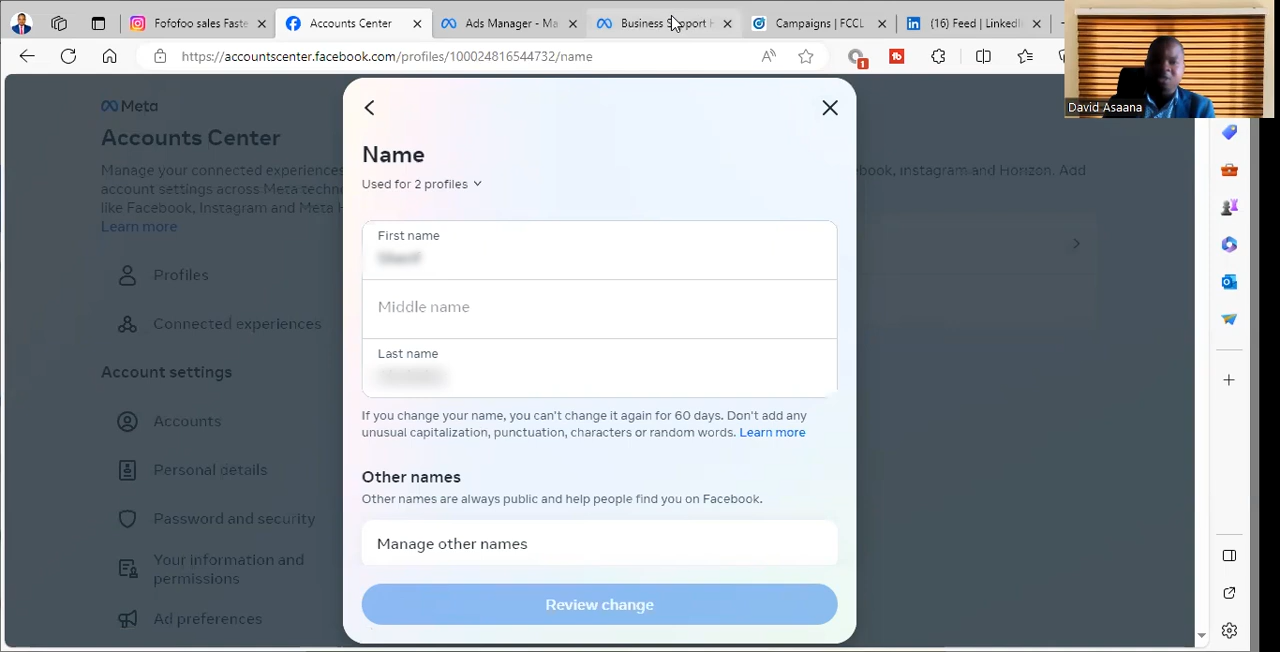 Fofofoo sales Faste
Accounts Center
Ads Manager - Ma
Business Support H
Campaigns | FCCL
(16) Feed | LinkedIn
https://accountscenter.facebook.com/profiles/100024816544732/name
1
David Asaana
Meta
Accounts Center
Manage your connected experiences
account settings across Meta techno
like Facebook, Instagram and Meta H
Learn more
ebook, instagram and Horizon. Add
Profiles
Connected experiences
Account settings
Accounts
Personal details
Password and security
Your information and
permissions
Ad preferences
Name
Used for 2 profiles
First name
Middle name
Last name
If you change your name, you can't change it again for 60 days. Don't add any
unusual capitalization, punctuation, characters or random words. Learn more
Other names
Other names are always public and help people find you on Facebook.
Manage other names
Review change